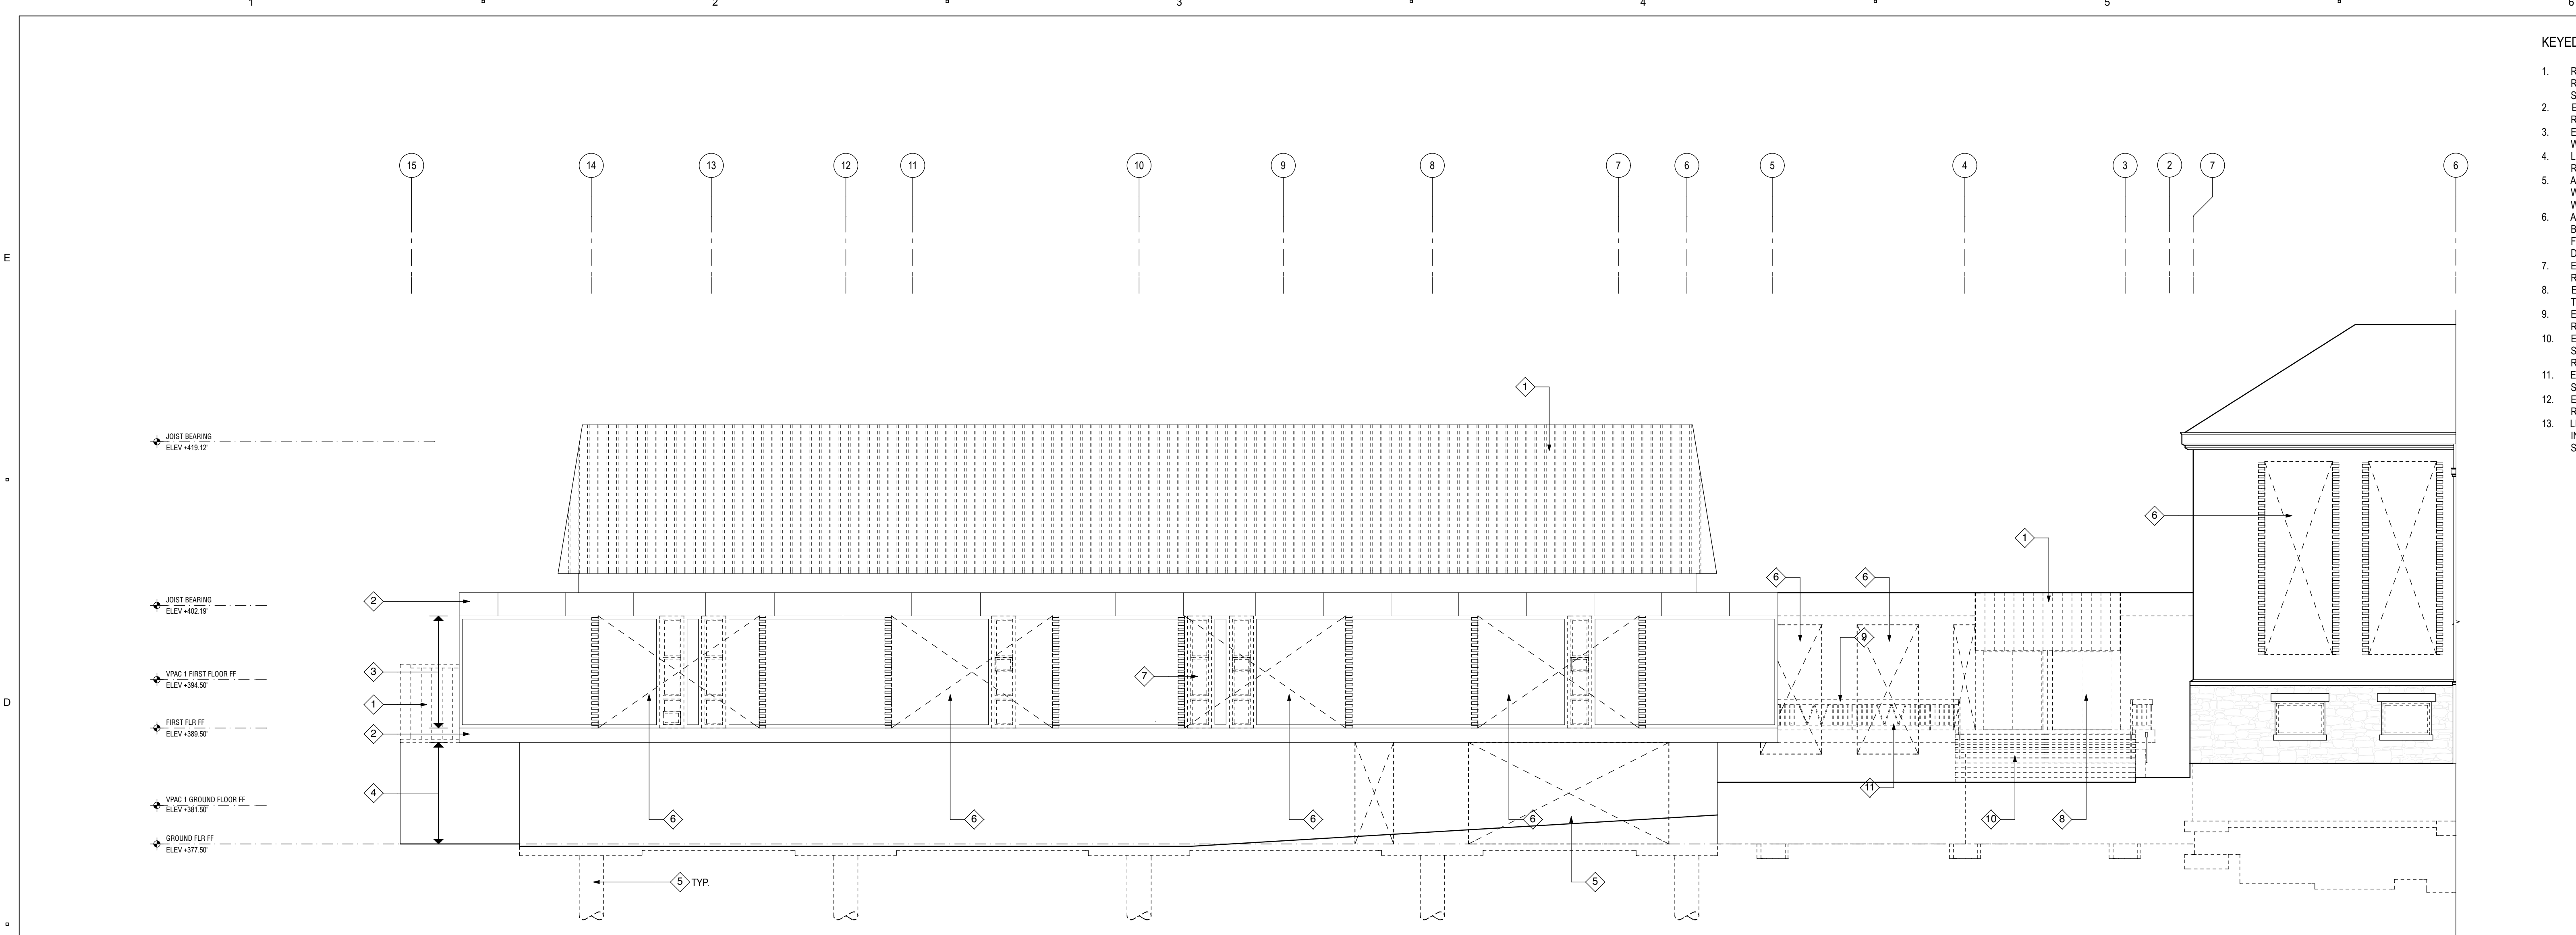 1 2 3 4 5 6
KEYED
1. R
R
S
2. E
R
3. E
W
4. L
R
5. A
W
W
6. A
B
F
D
7. E
R
8. E
T
9. E
R
10. E
S
R
11. E
S
12. E
R
13. LI
IN
S
15 14 13 12 11 10 9 8 7 6 5 4 3 2 7 6
E
1
JOIST BEARING
ELEV +419.12'
6
1
6 6
JOIST BEARING
ELEV +402.19'
2
9
3
7
VPAC 1 FIRST FLOOR FF
ELEV +394.50'
D
1
FIRST FLR FF
ELEV +389.50'
2
11
4
VPAC 1 GROUND FLOOR FF
ELEV +381.50'
6 6 6 6 10 8
GROUND FLR FF
ELEV +377.50'
5 TYP.
5